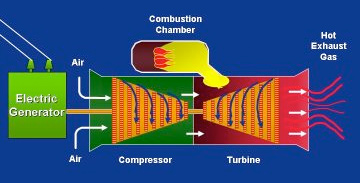 Combustion
Chamber
Hot
Exhaust
Gas
Air
Electric
Generator
Air
Compressor
Turbine